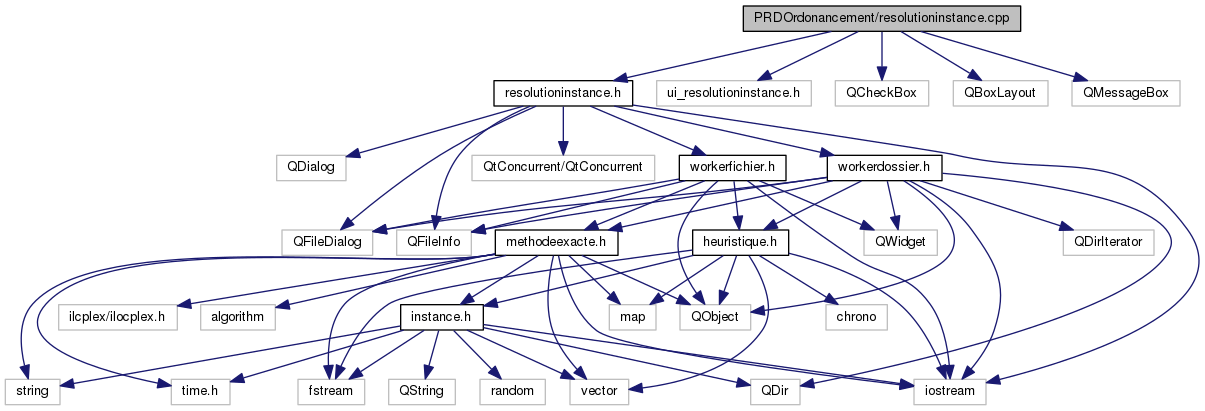 PRDOrdonancement/resolutioninstance.cpp
resolutioninstance.h
ui_resolutioninstance.h
QCheckBox
QBoxLayout
QMessageBox
QDialog
QtConcurrent/QtConcurrent
workerfichier.h
workerdossier.h
QFileDialog
QFileInfo
methodeexacte.h
heuristique.h
QWidget
QDirIterator
ilcplex/ilocplex.h
algorithm
instance.h
map
QObject
chrono
string
time.h
fstream
QString
random
vector
QDir
iostream